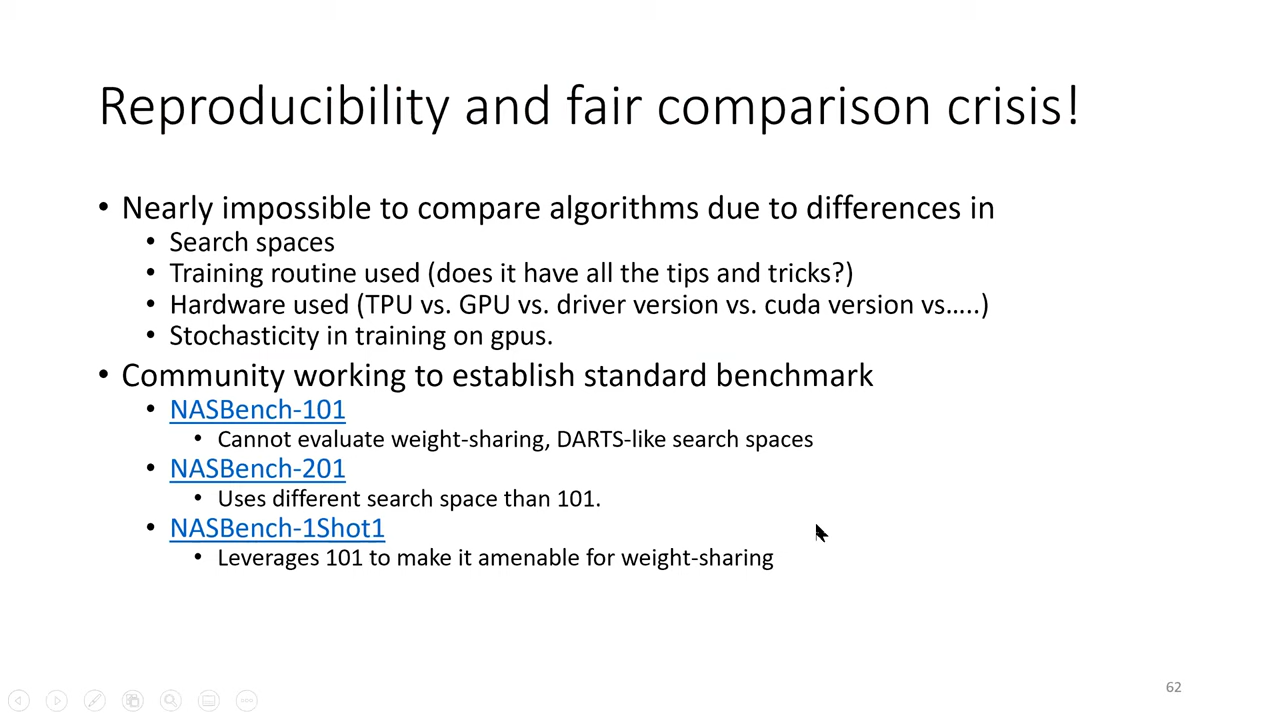 Reproducibility and fair comparison crisis!
• Nearly impossible to compare algorithms due to differences in
• Search spaces
• Training routine used (does it have all the tips and tricks?)
• Hardware used (TPU vs. GPU vs. driver version vs. cuda version vs…..)
• Stochasticity in training on gpus.
• Community working to establish standard benchmark
• NASBench-101
• Cannot evaluate weight-sharing, DARTS-like search spaces
• NASBench-201
• Uses different search space than 101.
• NASBench-1Shot1
• Leverages 101 to make it amenable for weight-sharing
62